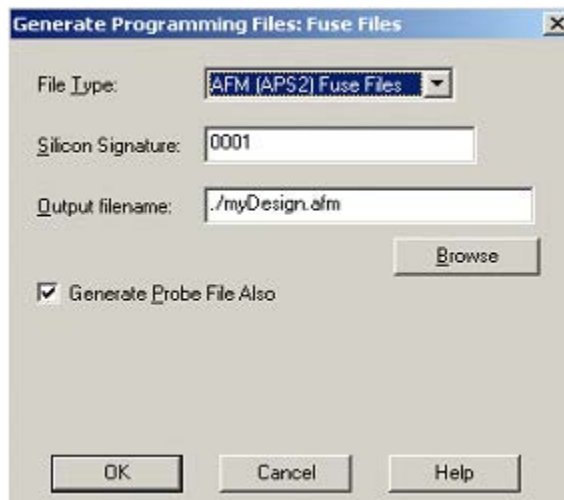 Generate Programming Files: Fuse Files
File Type: AFM (APS2) Fuse Files
Silicon Signature: 0001
Output filename: ./myDesign.afm
Browse
Generate Probe File Also
OK Cancel Help